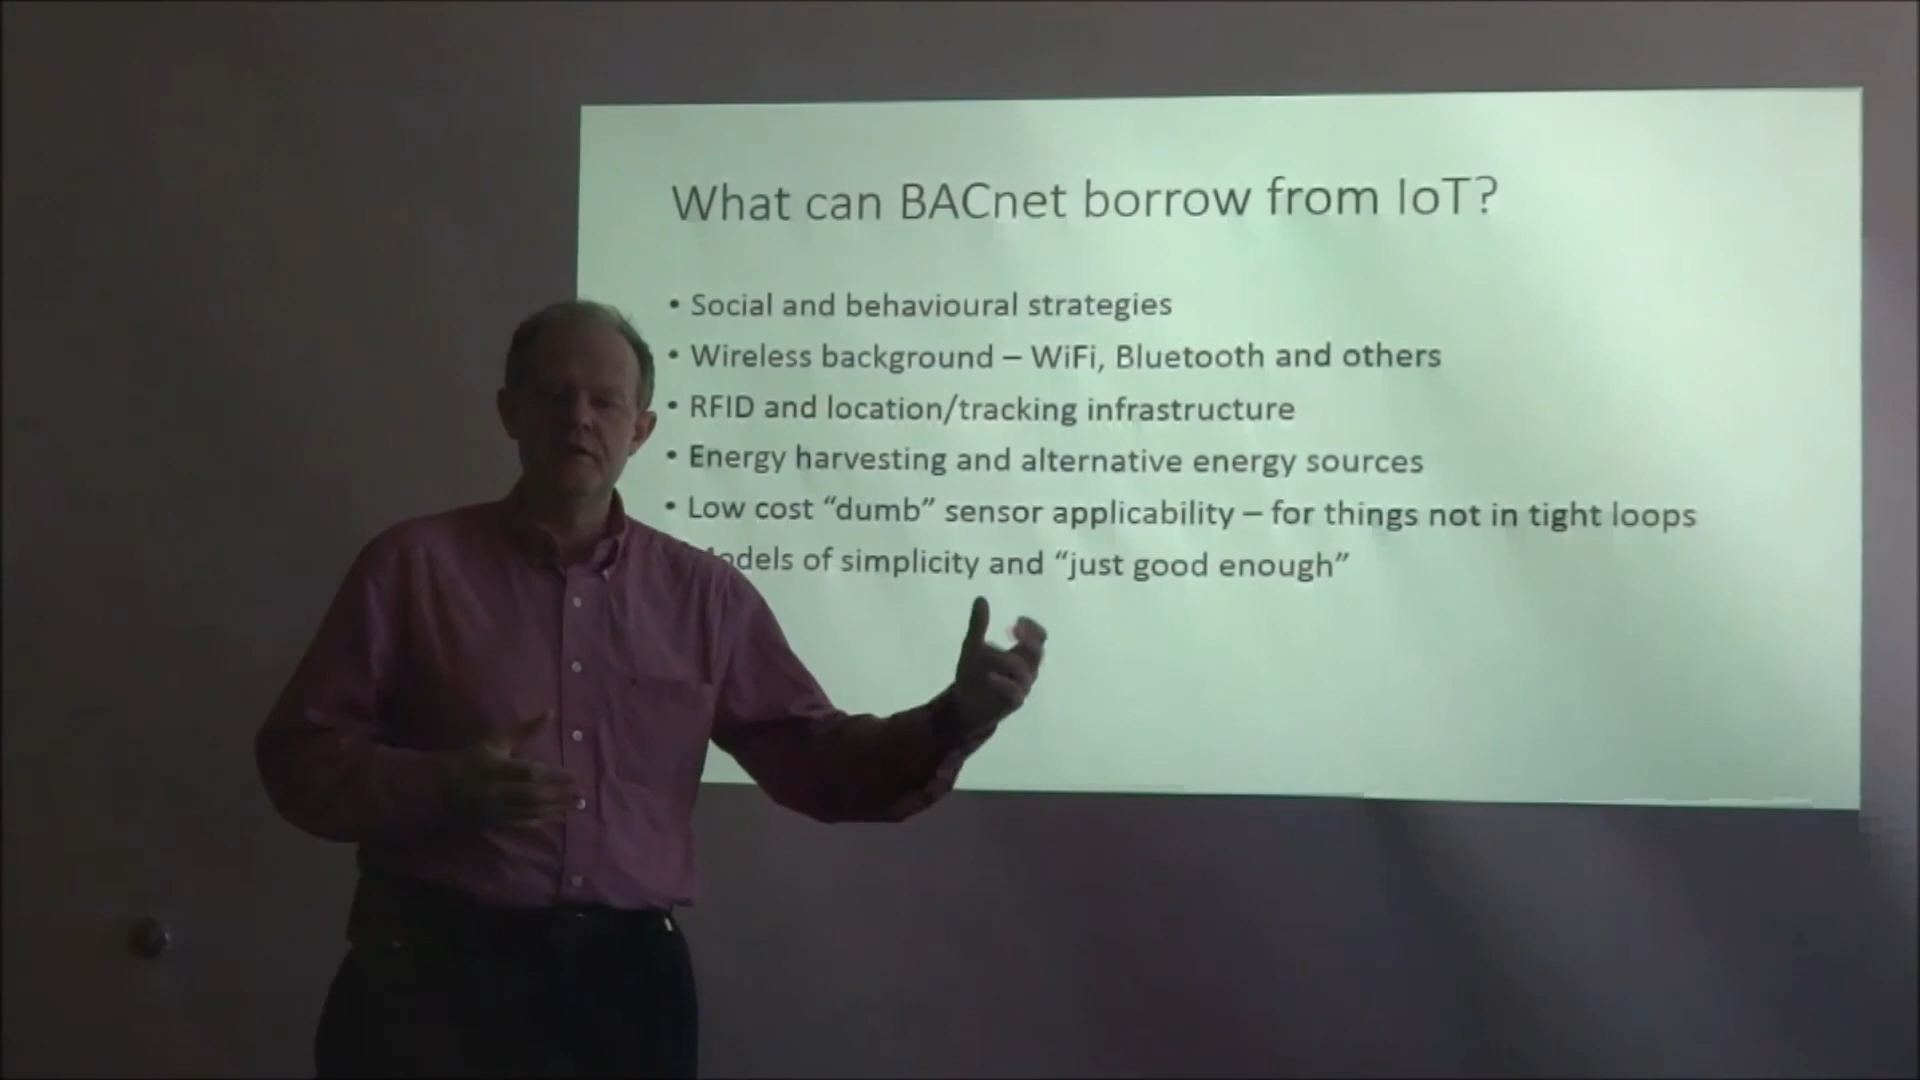 What can BACnet borrow from IoT?
• Social and behavioural strategies
• Wireless background – WiFi, Bluetooth and others
• RFID and location/tracking infrastructure
• Energy harvesting and alternative energy sources
• Low cost “dumb” sensor applicability – for things not in tight loops
Models of simplicity and “just good enough”